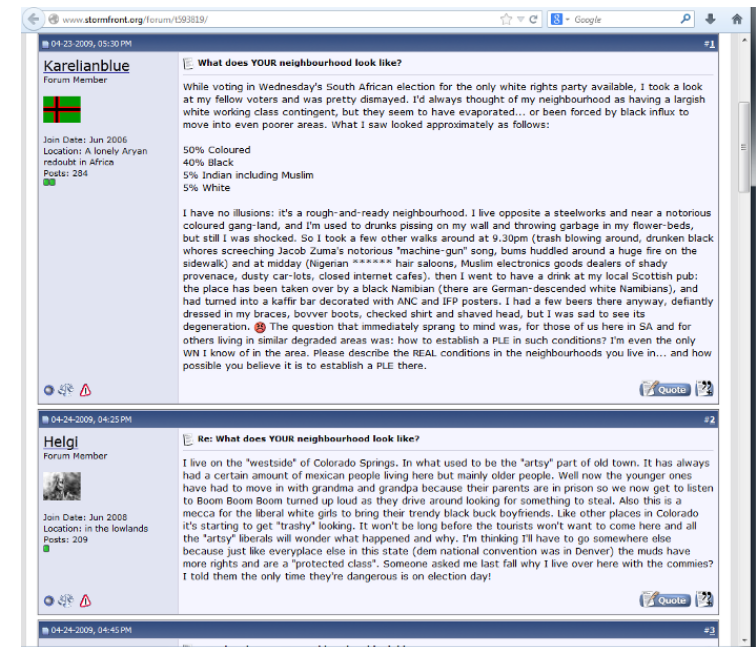 www.stormfront.org/forum/t593819/
Google
04-23-2009, 05:30 PM #1
Karelianblue
Forum Member
Join Date: Jun 2006
Location: A lonely Aryan
redoubt in Africa
Posts: 284
What does YOUR neighbourhood look like?
While voting in Wednesday's South African election for the only white rights party available, I took a look
at my fellow voters and was pretty dismayed. I'd always thought of my neighbourhood as having a largish
white working class contingent, but they seem to have evaporated... or been forced by black influx to
move into even poorer areas. What I saw looked approximately as follows:
50% Coloured
40% Black
5% Indian including Muslim
5% White
I have no illusions: it's a rough-and-ready neighbourhood. I live opposite a steelworks and near a notorious
coloured gang-land, and I'm used to drunks pissing on my wall and throwing garbage in my flower-beds,
but still I was shocked. So I took a few other walks around at 9.30pm (trash blowing around, drunken black
whores screeching Jacob Zuma's notorious "machine-gun" song, bums huddled around a huge fire on the
sidewalk) and at midday (Nigerian ****** hair saloons, Muslim electronics goods dealers of shady
provenace, dusty car-lots, closed internet cafes). then I went to have a drink at my local Scottish pub:
the place has been taken over by a black Namibian (there are German-descended white Namibians), and
had turned into a kaffir bar decorated with ANC and IFP posters. I had a few beers there anyway, defiantly
dressed in my braces, bovver boots, checked shirt and shaved head, but I was sad to see its
degeneration. The question that immediately sprang to mind was, for those of us here in SA and for
others living in similar degraded areas was: how to establish a PLE in such conditions? I'm even the only
WN I know of in the area. Please describe the REAL conditions in the neighbourhoods you live in... and how
possible you believe it is to establish a PLE there.
Quote
04-24-2009, 04:25 PM #2
Helgi
Forum Member
Join Date: Jun 2008
Location: in the lowlands
Posts: 209
Re: What does YOUR neighbourhood look like?
I live on the "westside" of Colorado Springs. In what used to be the "artsy" part of old town. It has always
had a certain amount of mexican people living here but mainly older people. Well now the younger ones
have had to move in with grandma and grandpa because their parents are in prison so we now get to listen
to Boom Boom Boom turned up loud as they drive around looking for something to steal. Also this is a
mecca for the liberal white girls to bring their trendy black buck boyfriends. Like other places in Colorado
it's starting to get "trashy" looking. It won't be long before the tourists won't want to come here and all
the "artsy" liberals will wonder what happened and why. I'm thinking I'll have to go somewhere else
because just like everyplace else in this state (dem national convention was in Denver) the muds have
more rights and are a "protected class". Someone asked me last fall why I live over here with the commies?
I told them the only time they're dangerous is on election day!
Quote
04-24-2009, 04:45 PM #3